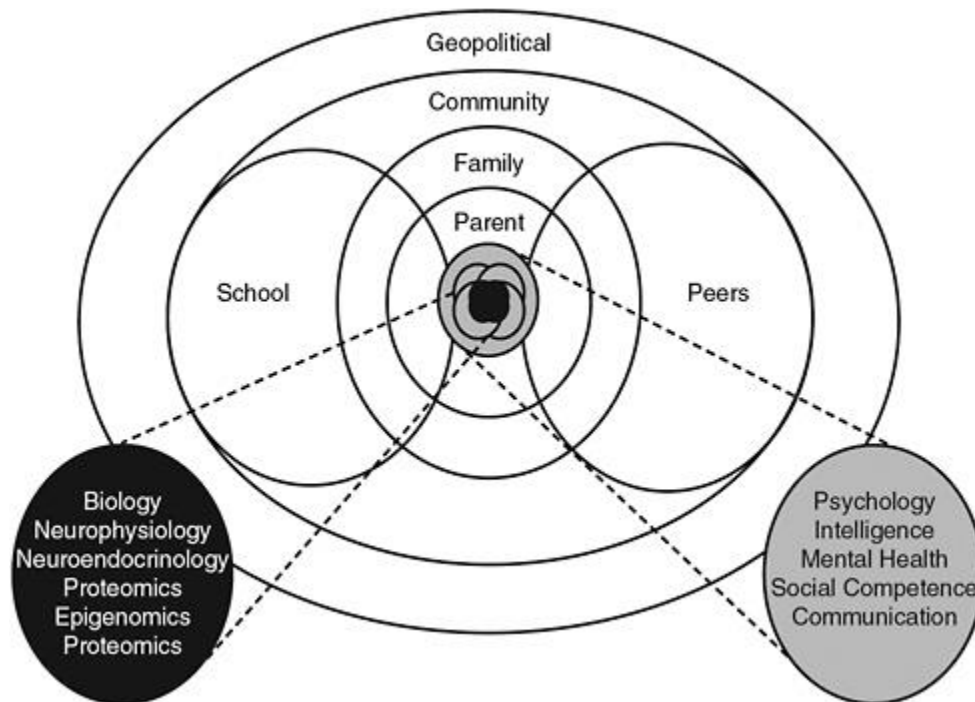 Geopolitical
Community
Family
Parent
School
Peers
Biology
Neurophysiology
Neuroendocrinology
Proteomics
Epigenomics
Proteomics
Psychology
Intelligence
Mental Health
Social Competence
Communication